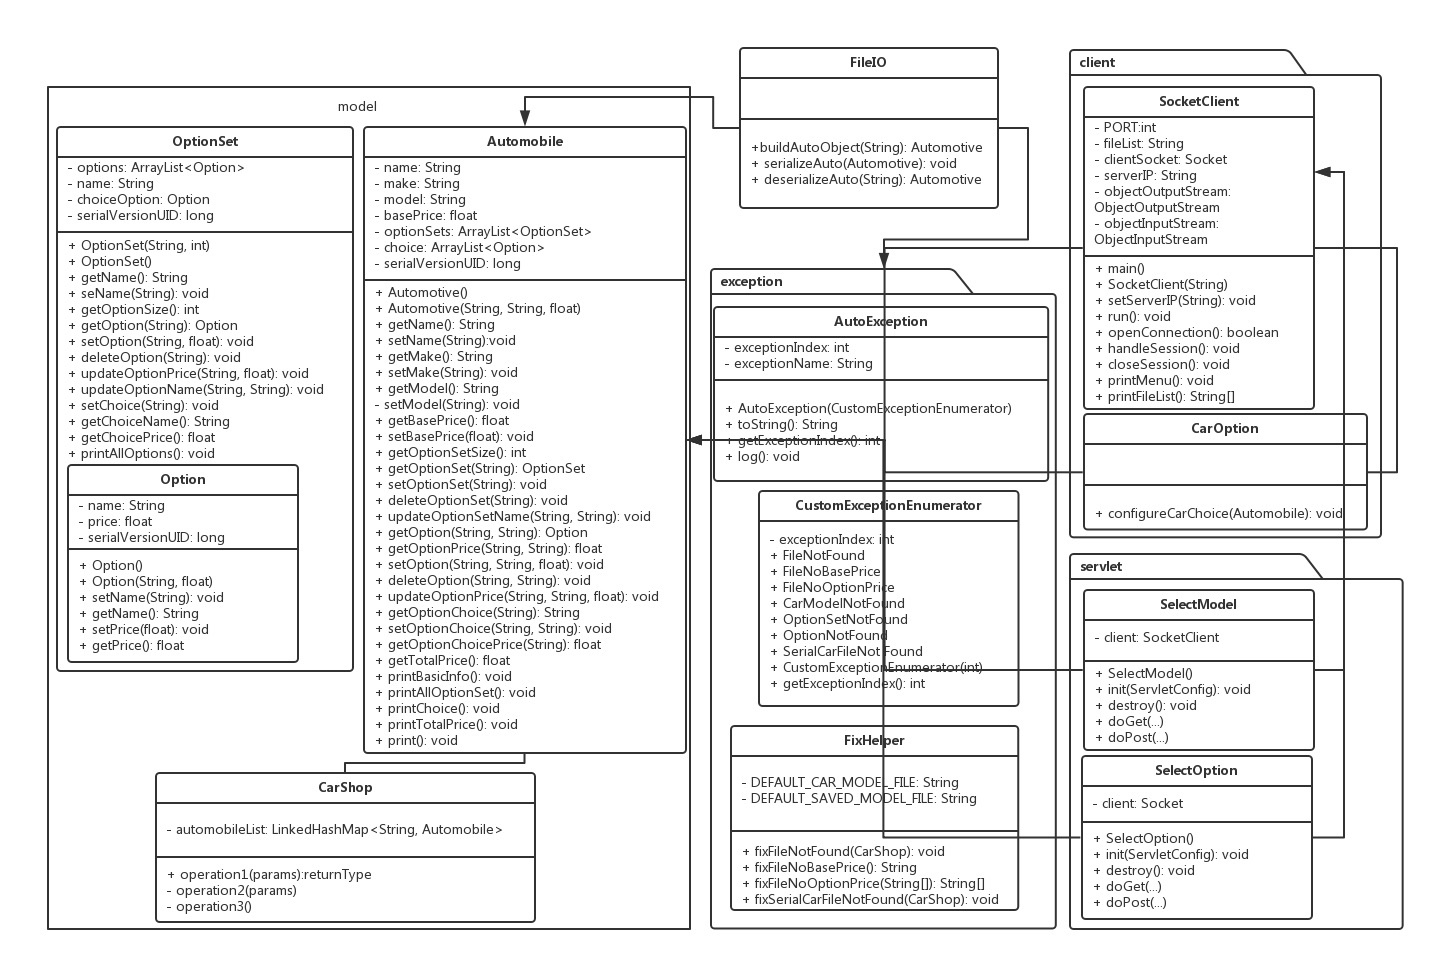 model
OptionSet
- options: ArrayList<Option>
- name: String
- choiceOption: Option
- serialVersionUID: long
+ OptionSet(String, int)
+ OptionSet()
+ getName(): String
+ seName(String): void
+ getOptionSize(): int
+ getOption(String): Option
+ setOption(String, float): void
+ deleteOption(String): void
+ updateOptionPrice(String, float): void
+ updateOptionName(String, String): void
+ setChoice(String): void
+ getChoiceName(): String
+ getChoicePrice(): float
+ printAllOptions(): void
Option
- name: String
- price: float
- serialVersionUID: long
+ Option()
+ Option(String, float)
+ setName(String): void
+ getName(): String
+ setPrice(float): void
+ getPrice(): float
Automobile
- name: String
- make: String
- model: String
- basePrice: float
- optionSets: ArrayList<OptionSet>
- choice: ArrayList<Option>
- serialVersionUID: long
+ Automotive()
+ Automotive(String, String, float)
+ getName(): String
+ setName(String):void
+ getMake(): String
+ setMake(String): void
+ getModel(): String
- setModel(String): void
+ getBasePrice(): float
+ setBasePrice(float): void
+ getOptionSetSize(): int
+ getOptionSet(String): OptionSet
+ setOptionSet(String): void
+ deleteOptionSet(String): void
+ updateOptionSetName(String, String): void
+ getOption(String, String): Option
+ getOptionPrice(String, String): float
+ setOption(String, String, float): void
+ deleteOption(String, String): void
+ updateOptionPrice(String, String, float): void
+ getOptionChoice(String): String
+ setOptionChoice(String, String): void
+ getOptionChoicePrice(String): float
+ getTotalPrice(): float
+ printBasicInfo(): void
+ printAllOptionSet(): void
+ printChoice(): void
+ printTotalPrice(): void
+ print(): void
CarShop
- automobileList: LinkedHashMap<String, Automobile>
+ operation1(params):returnType
- operation2(params)
- operation3()
FileIO
+buildAutoObject(String): Automotive
+ serializeAuto(Automotive): void
+ deserializeAuto(String): Automotive
exception
AutoException
- exceptionIndex: int
- exceptionName: String
+ AutoException(CustomExceptionEnumerator)
+ toString(): String
+ getExceptionIndex(): int
+ log(): void
CustomExceptionEnumerator
- exceptionIndex: int
+ FileNotFound
+ FileNoBasePrice
+ FileNoOptionPrice
+ CarModelNotFound
+ OptionSetNotFound
+ OptionNotFound
+ SerialCarFileNotFound
+ CustomExceptionEnumerator(int)
+ getExceptionIndex(): int
FixHelper
- DEFAULT_CAR_MODEL_FILE: String
- DEFAULT_SAVED_MODEL_FILE: String
+ fixFileNotFound(CarShop): void
+ fixFileNoBasePrice(): String
+ fixFileNoOptionPrice(String[]): String[]
+ fixSerialCarFileNotFound(CarShop): void
client
SocketClient
- PORT:int
- fileList: String
- clientSocket: Socket
- serverIP: String
- objectOutputStream:
ObjectOutputStream
- objectInputStream:
ObjectInputStream
+ main()
+ SocketClient(String)
+ setServerIP(String): void
+ run(): void
+ openConnection(): boolean
+ handleSession(): void
+ closeSession(): void
+ printMenu(): void
+ printFileList(): String[]
CarOption
+ configureCarChoice(Automobile): void
servlet
SelectModel
- client: SocketClient
+ SelectModel()
+ init(ServletConfig): void
+ destroy(): void
+ doGet(...)
+ doPost(...)
SelectOption
- client: Socket
+ SelectOption()
+ init(ServletConfig): void
+ destroy(): void
+ doGet(...)
+ doPost(...)